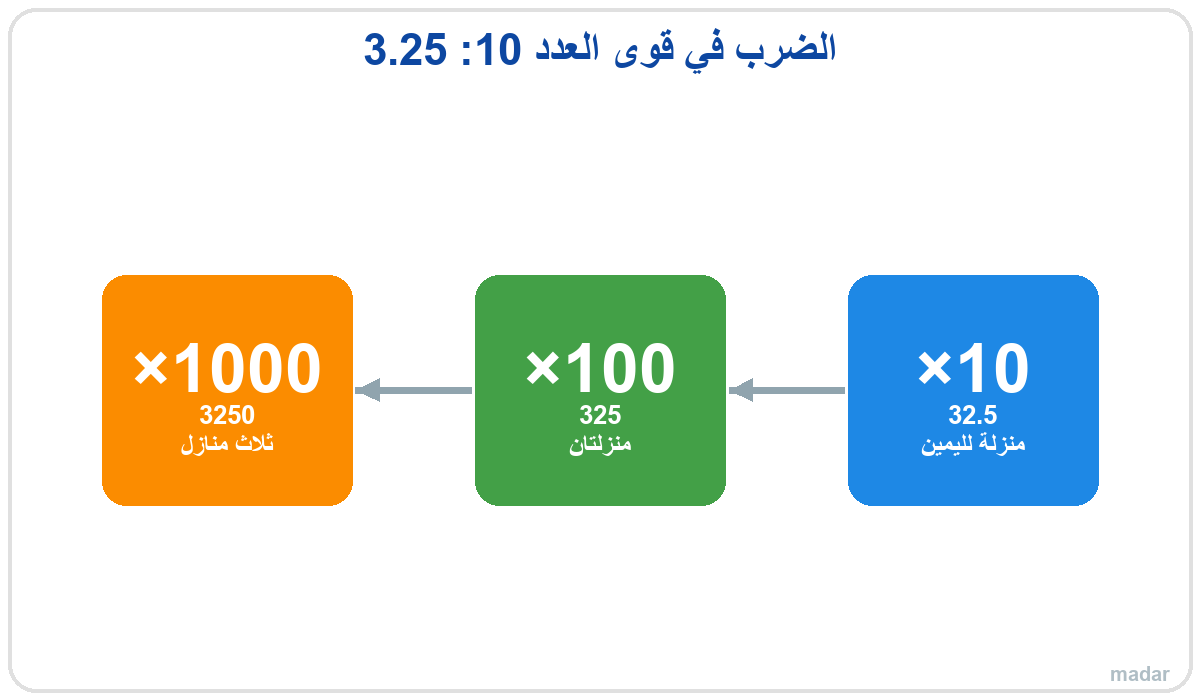 الضرب في قوى العدد 10: 3.25
×10
32.5
منزلة لليمين
×100
325
منزلتان
×1000
3250
ثلاث منازل
madar